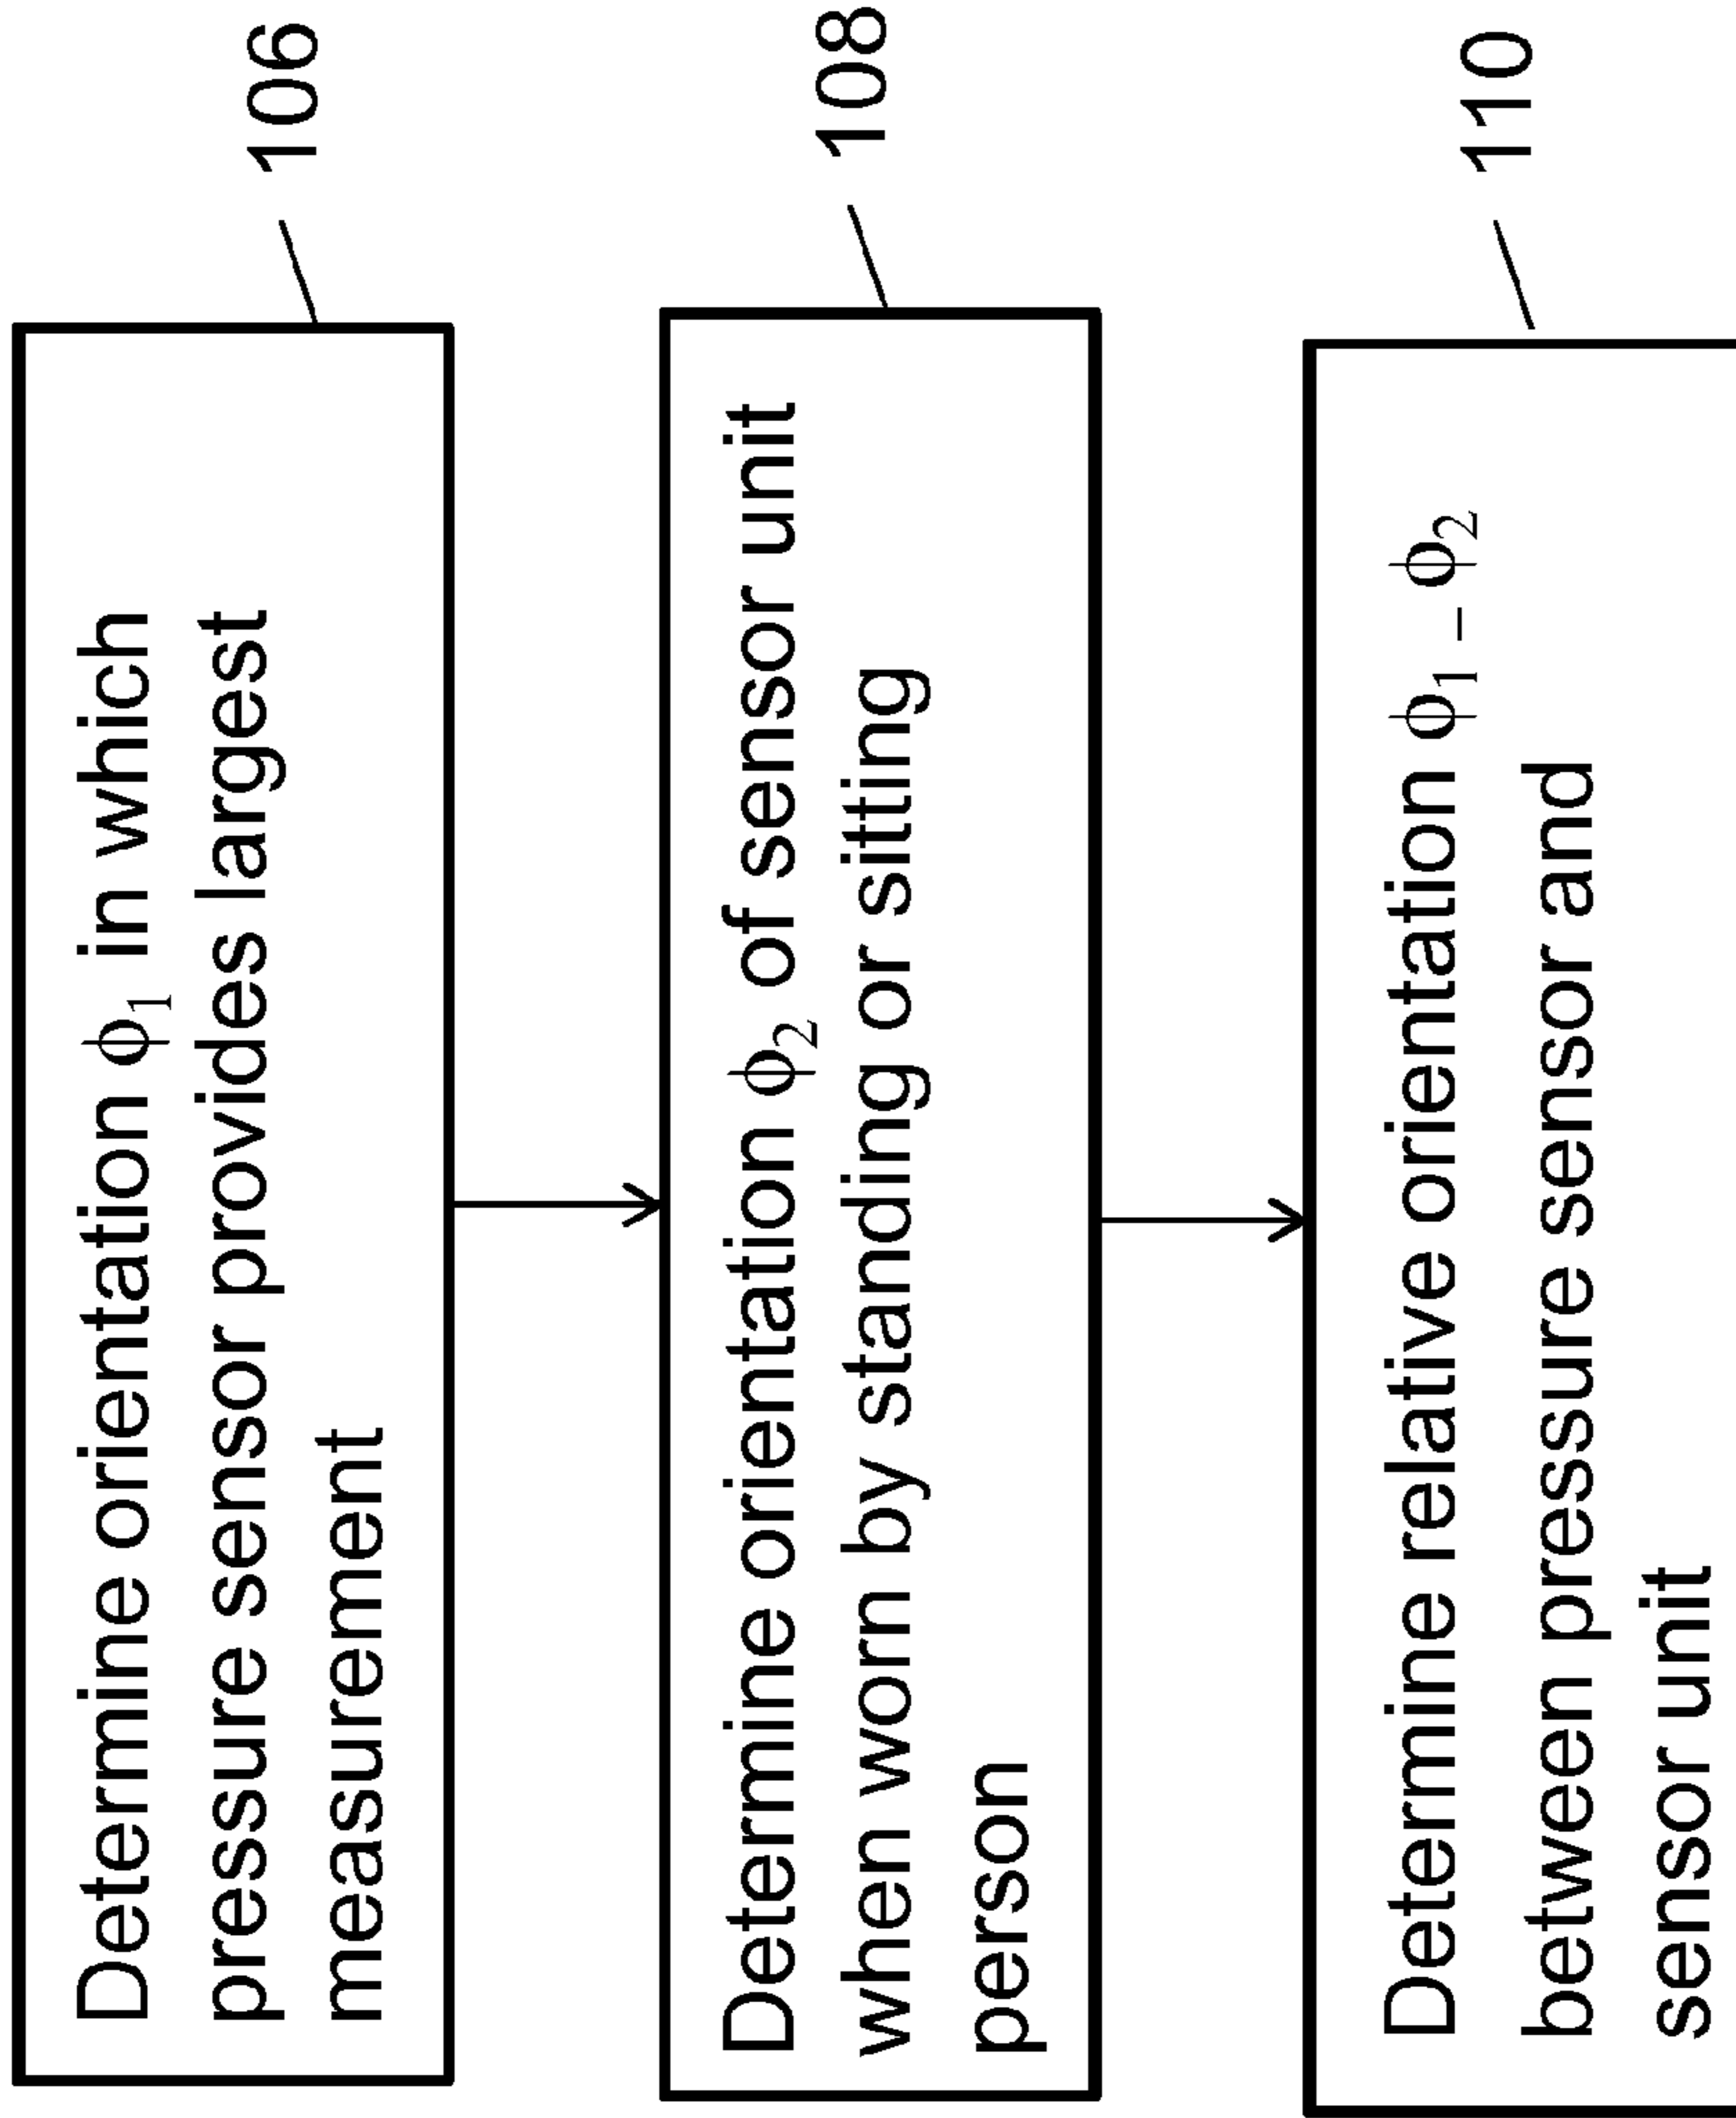 Determine orientation ϕ1 in which
pressure sensor provides largest
measurement
106
Determine orientation ϕ2 of sensor unit
when worn by standing or sitting
person
108
Determine relative orientation ϕ1 – ϕ2
between pressure sensor and
sensor unit
110